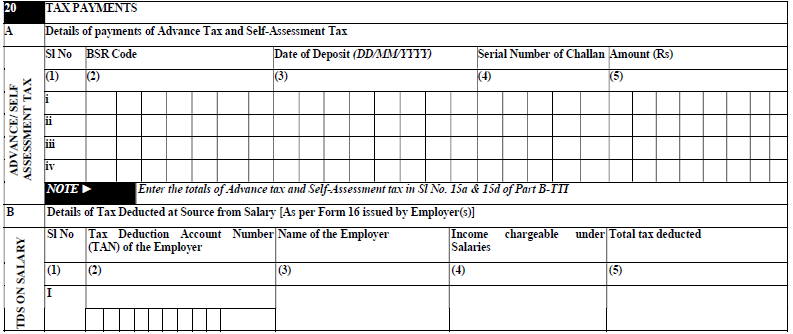 20 TAX PAYMENTS
A Details of payments of Advance Tax and Self-Assessment Tax
ADVANCE/ SELF ASSESSMENT TAX
Sl No BSR Code Date of Deposit (DD/MM/YYYY) Serial Number of Challan Amount (Rs)
(1) (2) (3) (4) (5)
i
ii
iii
iv
NOTE ► Enter the totals of Advance tax and Self-Assessment tax in Sl No. 15a & 15d of Part B-TTI
B Details of Tax Deducted at Source from Salary [As per Form 16 issued by Employer(s)]
TDS ON SALARY
Sl No Tax Deduction Account Number (TAN) of the Employer Name of the Employer Income chargeable under Salaries Total tax deducted
(1) (2) (3) (4) (5)
I